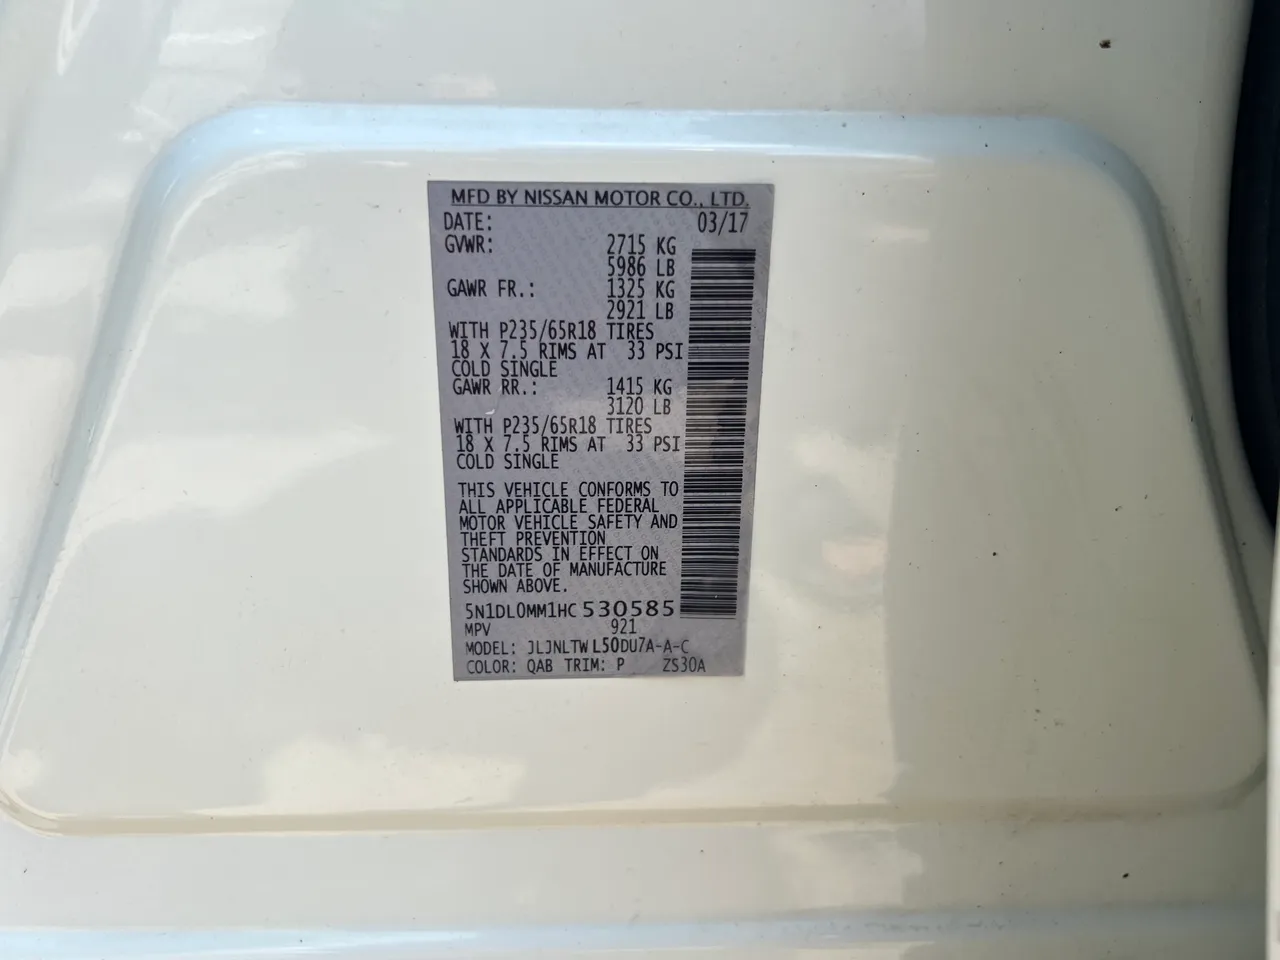 MFD BY NISSAN MOTOR CO., LTD.
DATE: 03/17
GVWR: 2715 KG
5986 LB
GAWR FR.: 1325 KG
2921 LB
WITH P235/65R18 TIRES
18 X 7.5 RIMS AT 33 PSI
COLD SINGLE
GAWR RR.: 1415 KG
3120 LB
WITH P235/65R18 TIRES
18 X 7.5 RIMS AT 33 PSI
COLD SINGLE
THIS VEHICLE CONFORMS TO
ALL APPLICABLE FEDERAL
MOTOR VEHICLE SAFETY AND
THEFT PREVENTION
STANDARDS IN EFFECT ON
THE DATE OF MANUFACTURE
SHOWN ABOVE.
5N1DL0MM1HC530585
MPV 921
MODEL: JLJNLTWL50DU7A-A-C
COLOR: QAB TRIM: P ZS30A